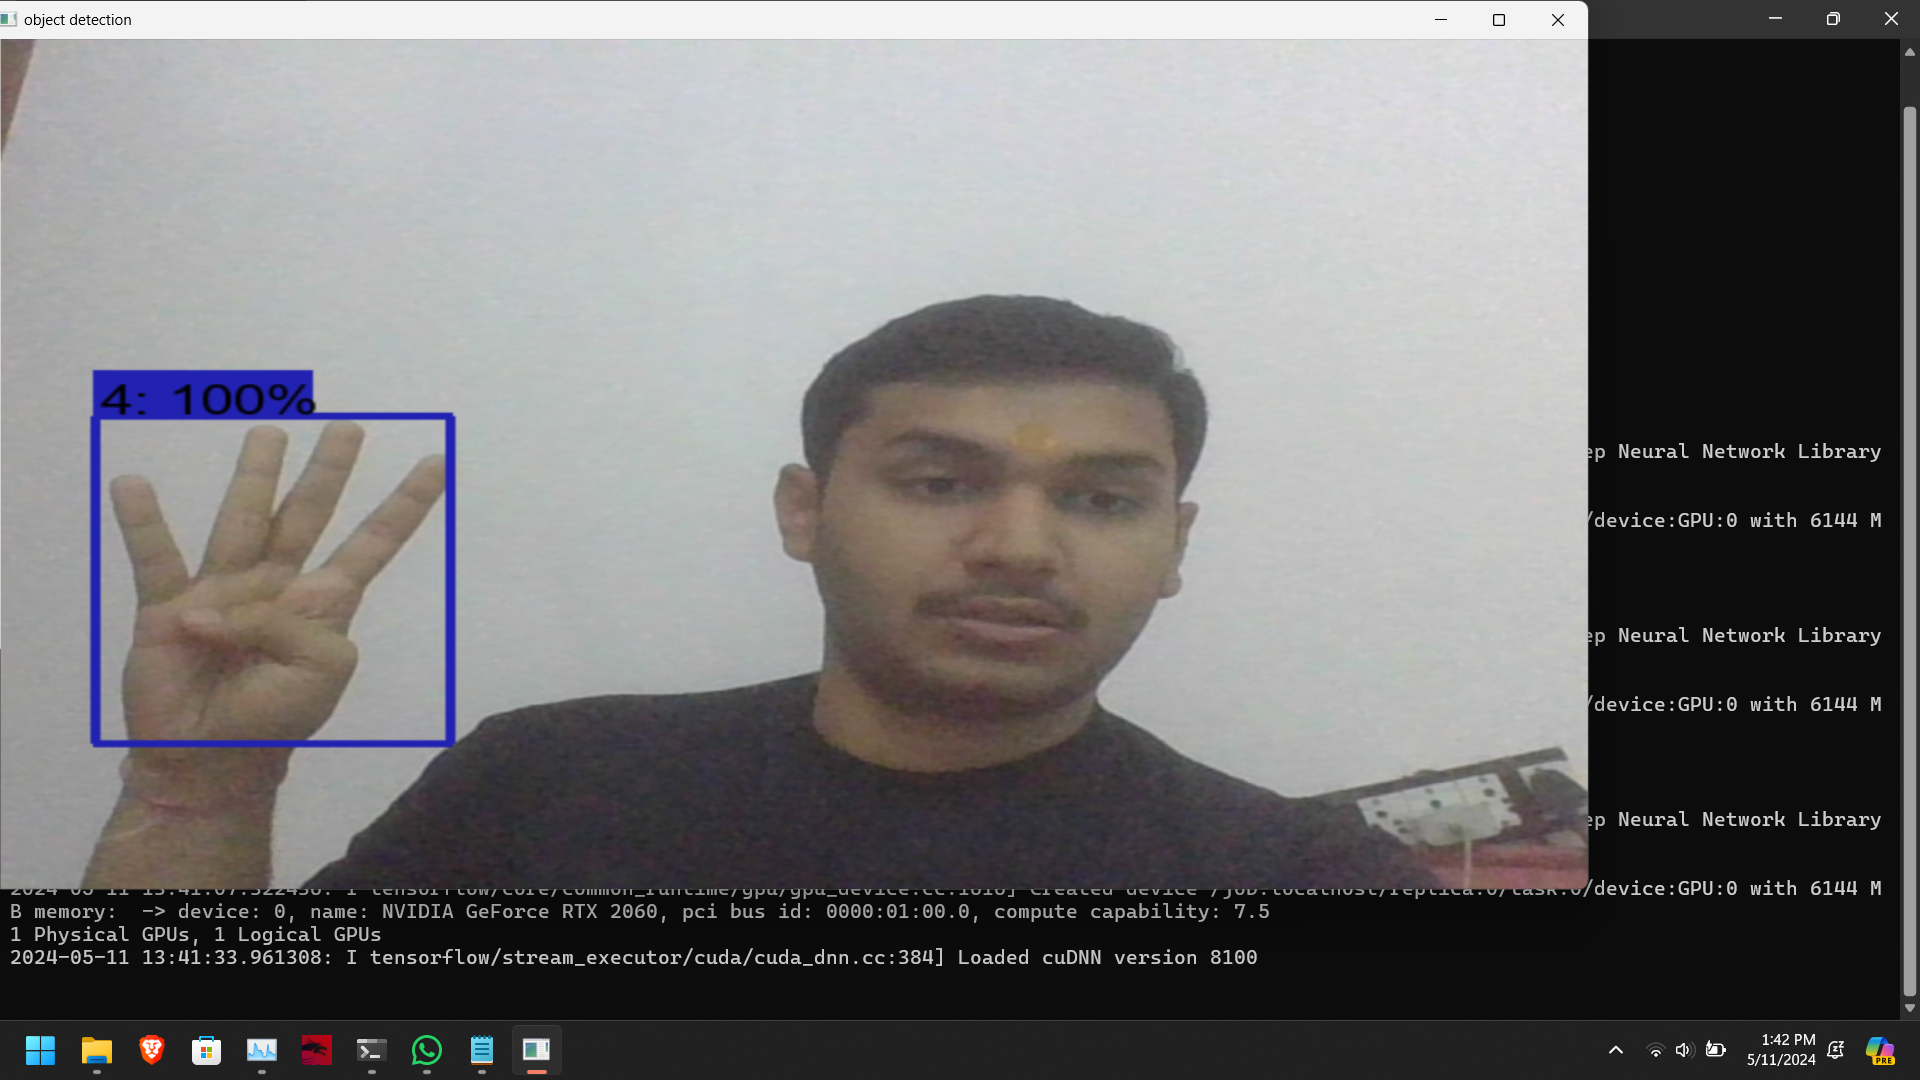 object detection
4: 100%
ep Neural Network Library
/device:GPU:0 with 6144 M
ep Neural Network Library
/device:GPU:0 with 6144 M
ep Neural Network Library
/device:GPU:0 with 6144 M
B memory:  -> device: 0, name: NVIDIA GeForce RTX 2060, pci bus id: 0000:01:00.0, compute capability: 7.5
1 Physical GPUs, 1 Logical GPUs
2024-05-11 13:41:33.961308: I tensorflow/stream_executor/cuda/cuda_dnn.cc:384] Loaded cuDNN version 8100
1:42 PM
5/11/2024
PRE